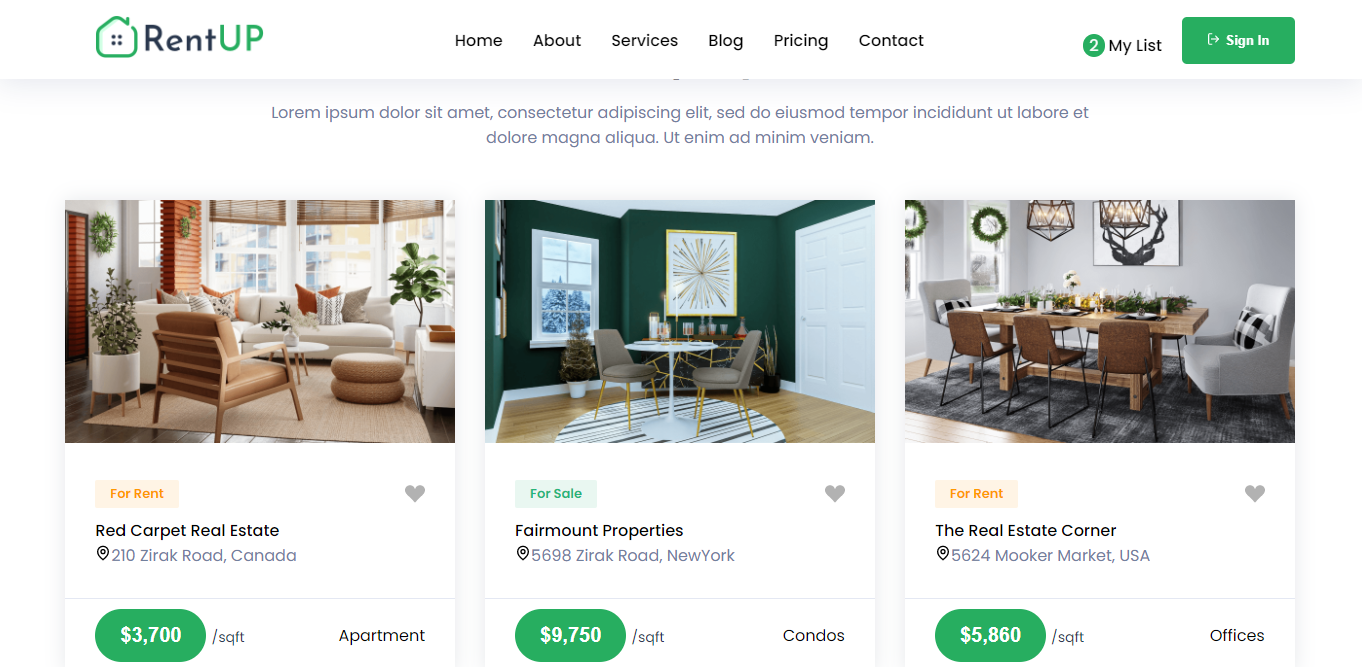 RentUP
Home About Services Blog Pricing Contact
2 My List
Sign In
Lorem ipsum dolor sit amet, consectetur adipiscing elit, sed do eiusmod tempor incididunt ut labore et
dolore magna aliqua. Ut enim ad minim veniam.
For Rent
Red Carpet Real Estate
210 Zirak Road, Canada
$3,700 /sqft Apartment
For Sale
Fairmount Properties
5698 Zirak Road, NewYork
$9,750 /sqft Condos
For Rent
The Real Estate Corner
5624 Mooker Market, USA
$5,860 /sqft Offices